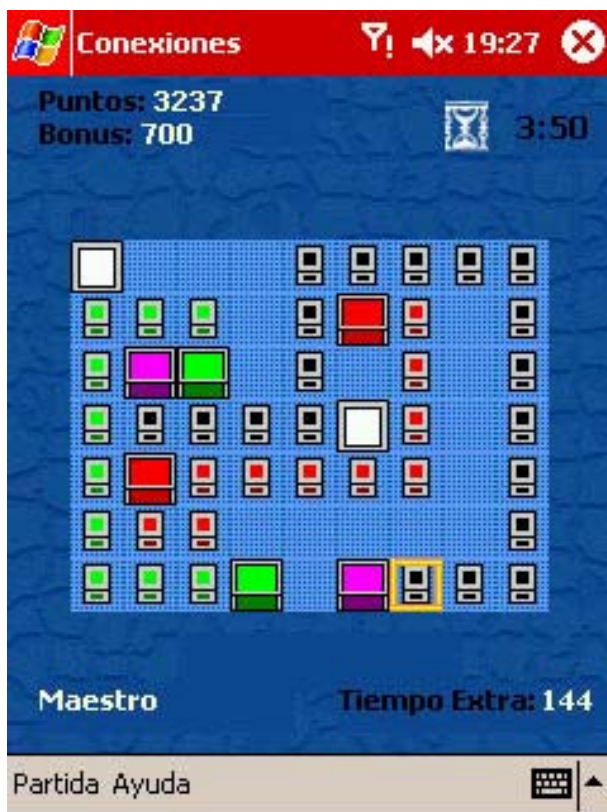 Conexiones 19:27
Puntos: 3237
Bonus: 700
3:50
Maestro Tiempo Extra: 144
Partida Ayuda